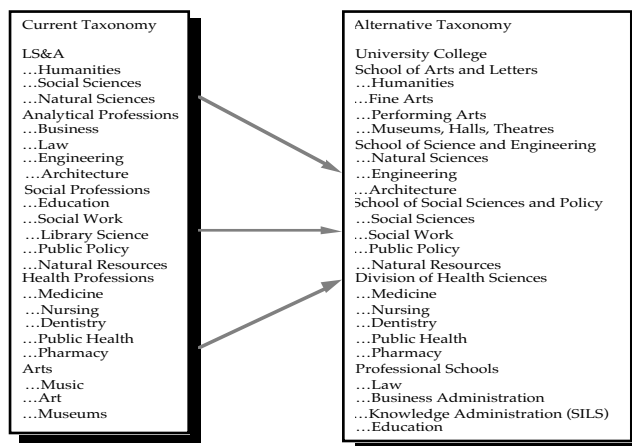 Current Taxonomy
LS&A
…Humanities
…Social Sciences
…Natural Sciences
Analytical Professions
…Business
…Law
…Engineering
…Architecture
Social Professions
…Education
…Social Work
…Library Science
…Public Policy
…Natural Resources
Health Professions
…Medicine
…Nursing
…Dentistry
…Public Health
…Pharmacy
Arts
…Music
…Art
…Museums
Alternative Taxonomy
University College
School of Arts and Letters
…Humanities
…Fine Arts
…Performing Arts
…Museums, Halls, Theatres
School of Science and Engineering
…Natural Sciences
…Engineering
…Architecture
School of Social Sciences and Policy
…Social Sciences
…Social Work
…Public Policy
…Natural Resources
Division of Health Sciences
…Medicine
…Nursing
…Dentistry
…Public Health
…Pharmacy
Professional Schools
…Law
…Business Administration
…Knowledge Administration (SILS)
…Education